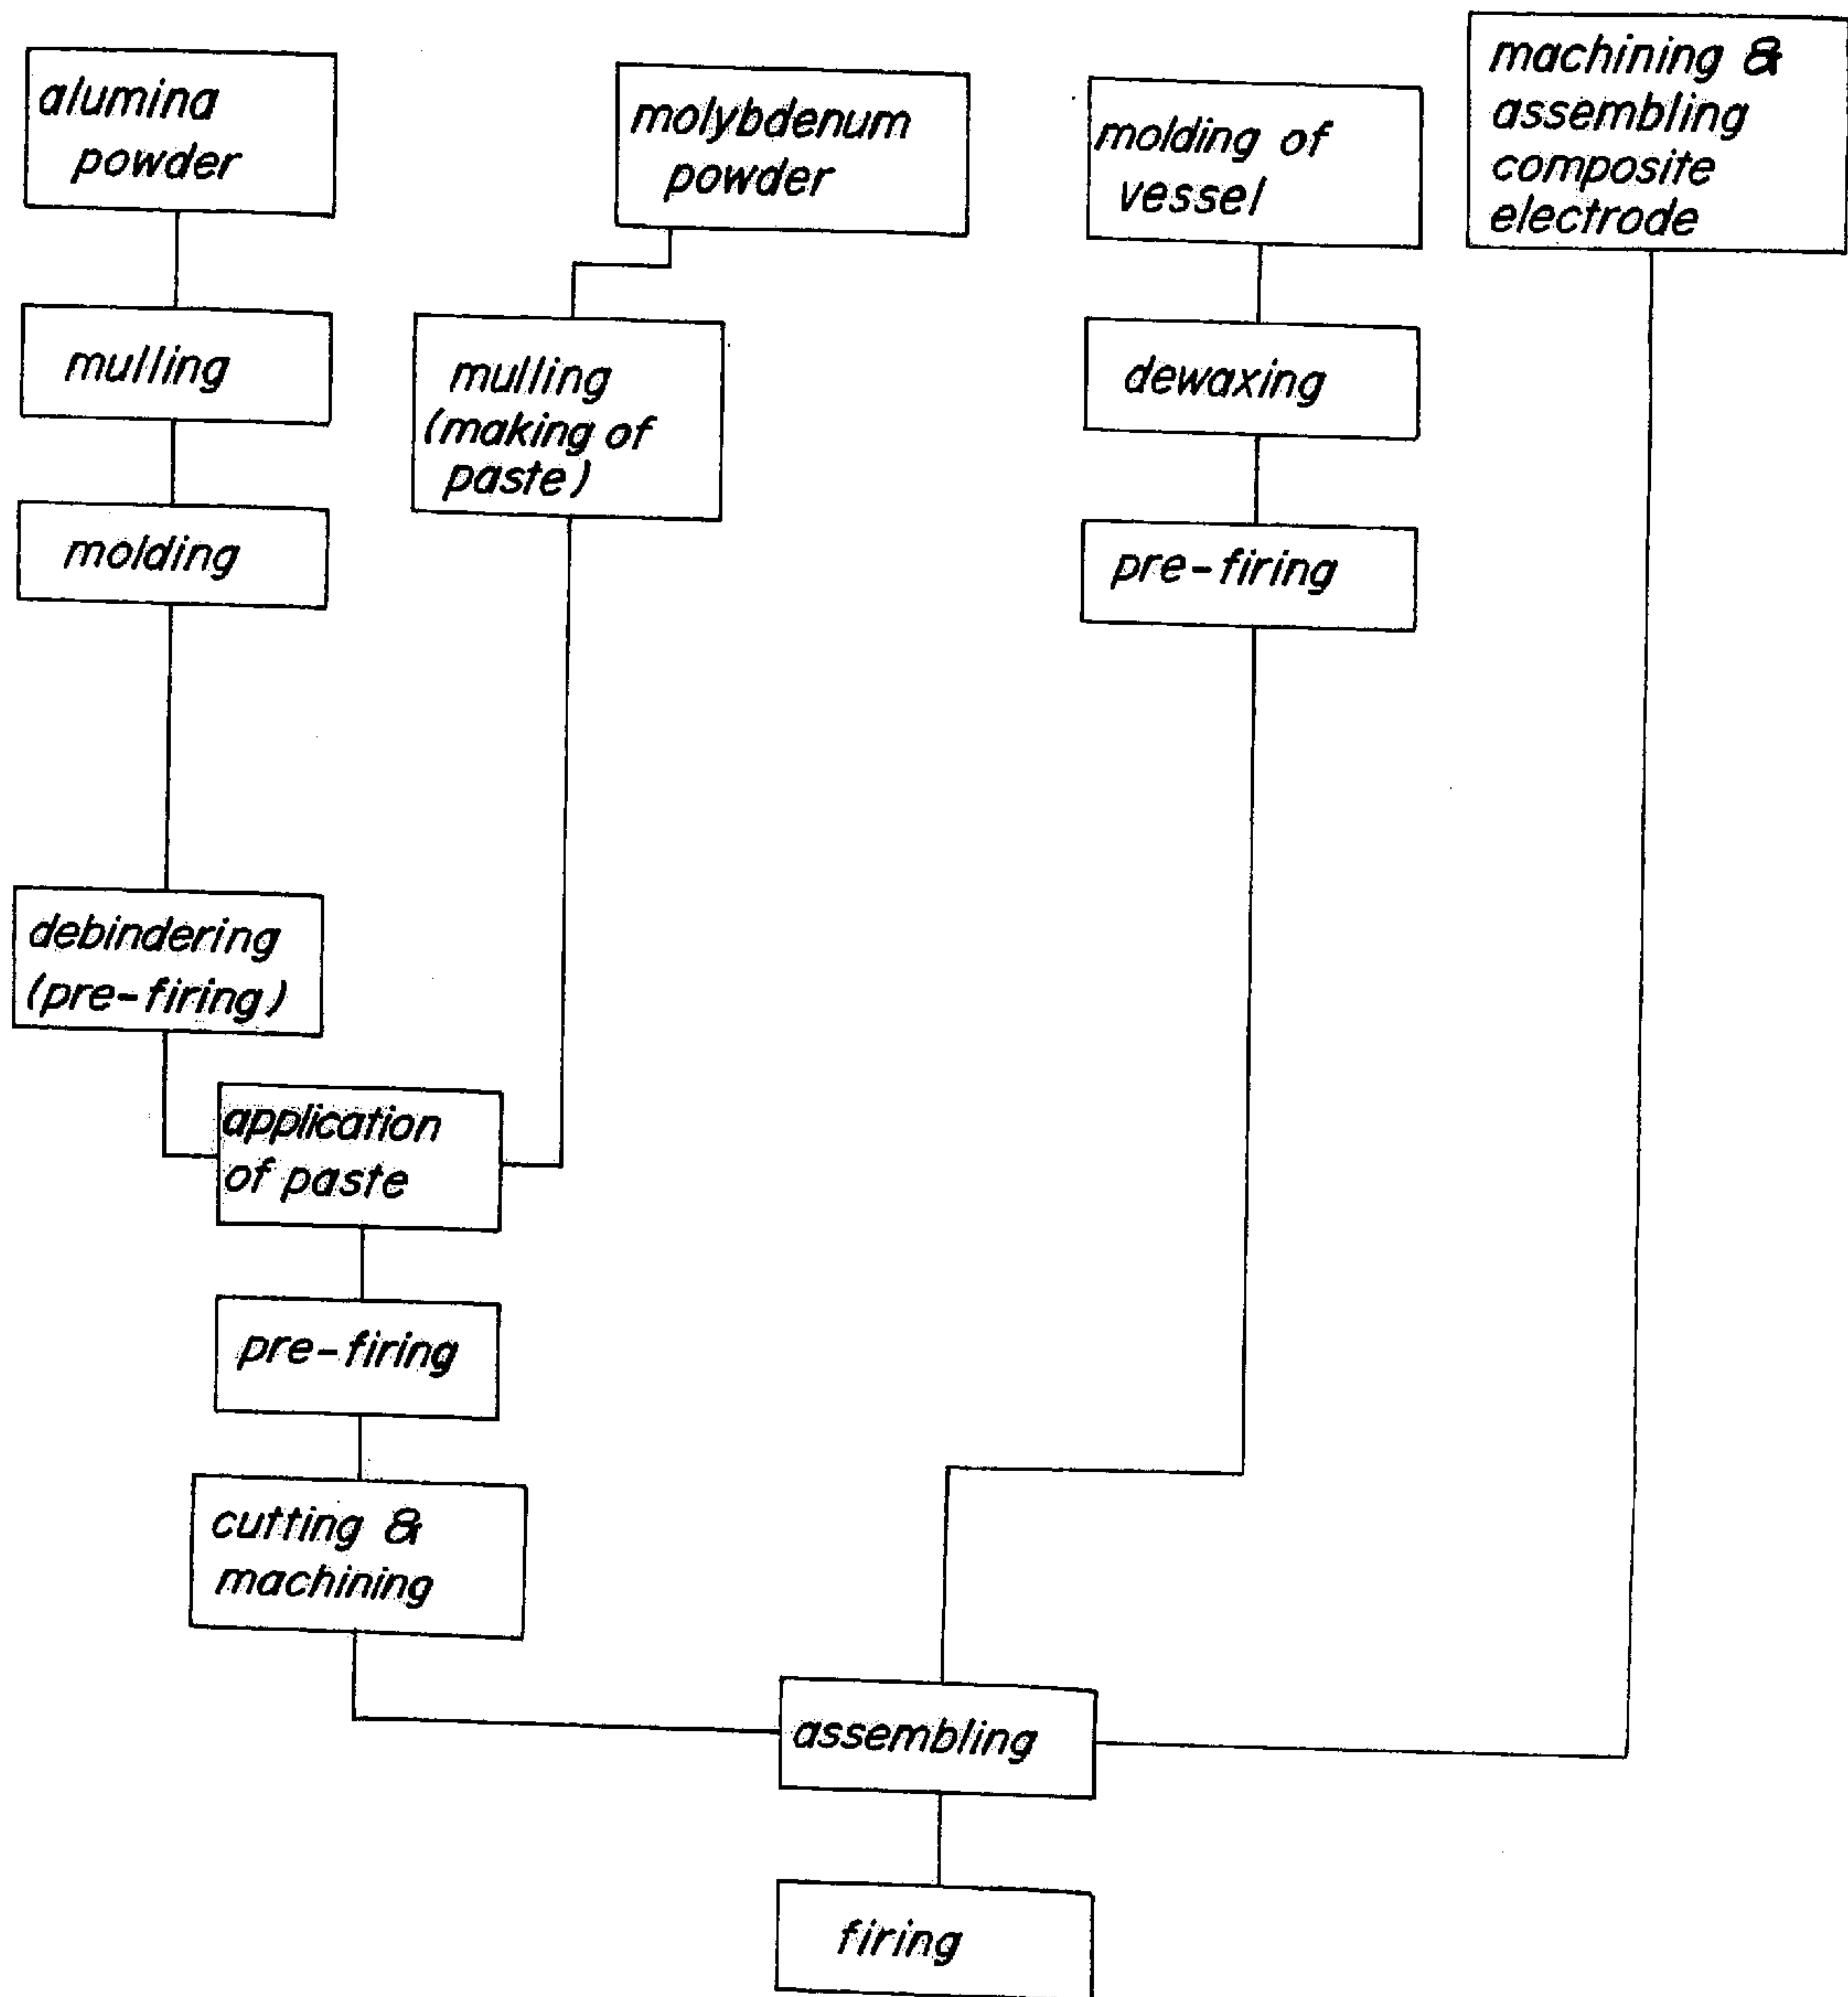 alumina
powder
molybdenum
powder
molding of
vessel
machining &
assembling
composite
electrode
mulling
mulling
(making of
paste)
dewaxing
molding
pre-firing
debindering
(pre-firing)
application
of paste
pre-firing
cutting &
machining
assembling
firing